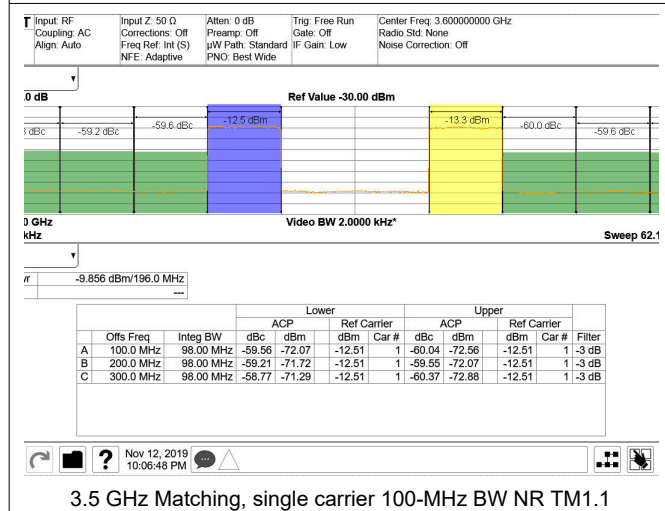 T Input: RF Input Z: 50 Ω Atten: 0 dB Trig: Free Run Center Freq: 3.600000000 GHz
Coupling: AC Corrections: Off Preamp: Off Gate: Off Radio Std: None
Align: Auto Freq Ref: Int (S) µW Path: Standard IF Gain: Low Noise Correction: Off
NFE: Adaptive PNO: Best Wide
.0 dB Ref Value -30.00 dBm
dBc -59.2 dBc -59.6 dBc -12.5 dBm -13.3 dBm -60.0 dBc -59.6 dBc
0 GHz Video BW 2.0000 kHz*
kHz Sweep 62.1
-9.856 dBm/196.0 MHz
---
Lower Upper
ACP Ref Carrier ACP Ref Carrier
Offs Freq Integ BW dBc dBm dBm Car # dBc dBm dBm Car # Filter
A 100.0 MHz 98.00 MHz -59.56 -72.07 -12.51 1 -60.04 -72.56 -12.51 1 -3 dB
B 200.0 MHz 98.00 MHz -59.21 -71.72 -12.51 1 -59.55 -72.07 -12.51 1 -3 dB
C 300.0 MHz 98.00 MHz -58.77 -71.29 -12.51 1 -60.37 -72.88 -12.51 1 -3 dB
? Nov 12, 2019
10:06:48 PM
3.5 GHz Matching, single carrier 100-MHz BW NR TM1.1